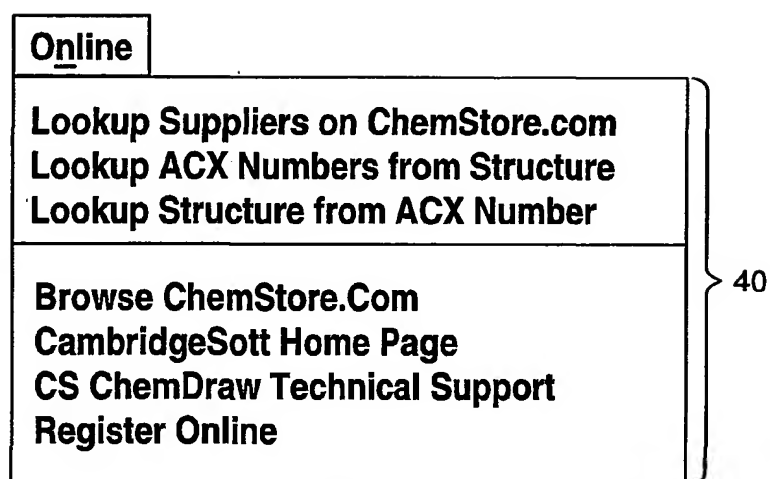 Online
Lookup Suppliers on ChemStore.com
Lookup ACX Numbers from Structure
Lookup Structure from ACX Number
Browse ChemStore.Com
CambridgeSott Home Page
CS ChemDraw Technical Support
Register Online
40